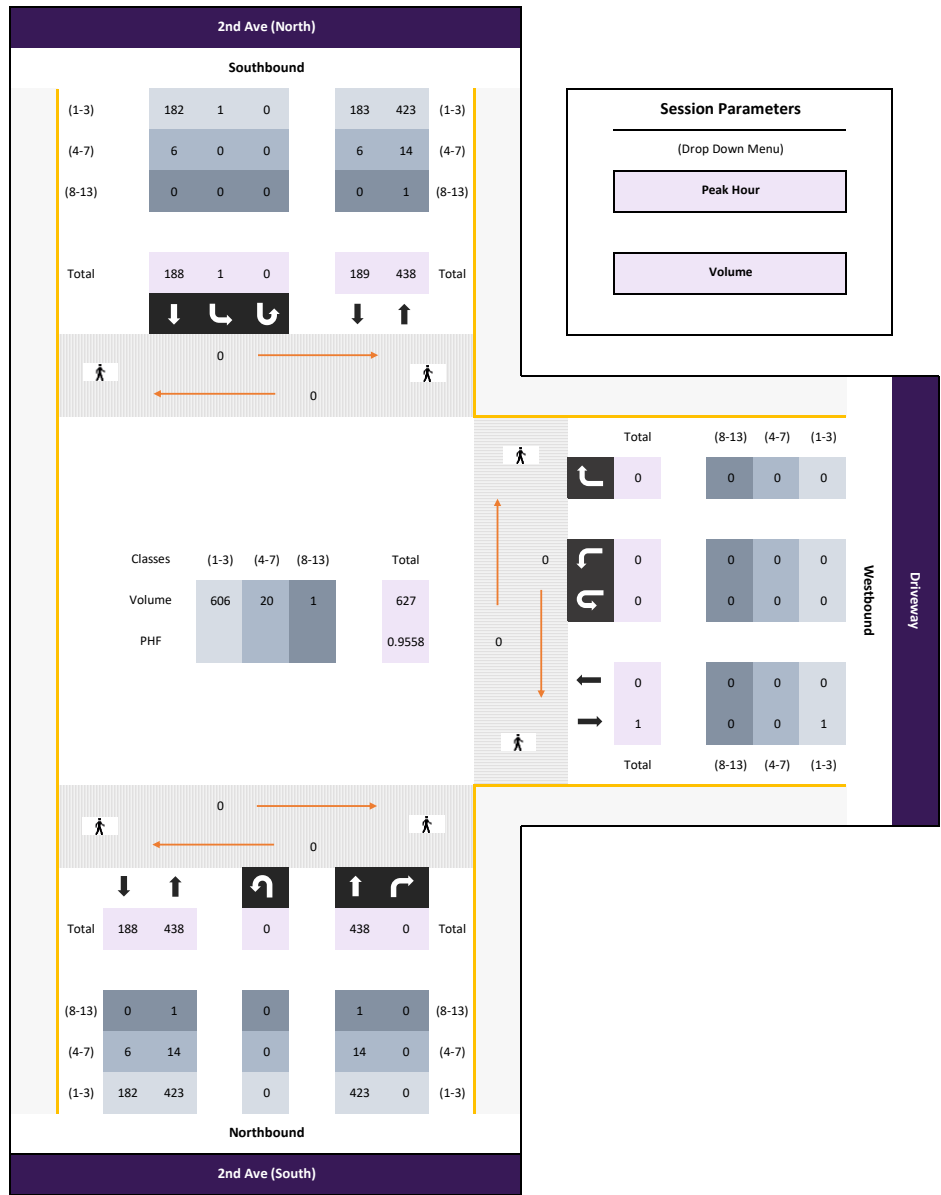 2nd Ave (North)
Southbound
(1-3) 182 1 0 183 423 (1-3)
(4-7) 6 0 0 6 14 (4-7)
(8-13) 0 0 0 0 1 (8-13)
Total 188 1 0 189 438 Total
0
0
Session Parameters
(Drop Down Menu)
Peak Hour
Volume
Total (8-13) (4-7) (1-3)
0 0 0 0
0 0 0 0 0
0 0 0 0
0
0 0 0 0
1 0 0 1
Total (8-13) (4-7) (1-3)
Westbound
Driveway
Classes (1-3) (4-7) (8-13) Total
Volume 606 20 1 627
PHF 0.9558
0
0
Total 188 438 0 438 0 Total
(8-13) 0 1 0 1 0 (8-13)
(4-7) 6 14 0 14 0 (4-7)
(1-3) 182 423 0 423 0 (1-3)
Northbound
2nd Ave (South)